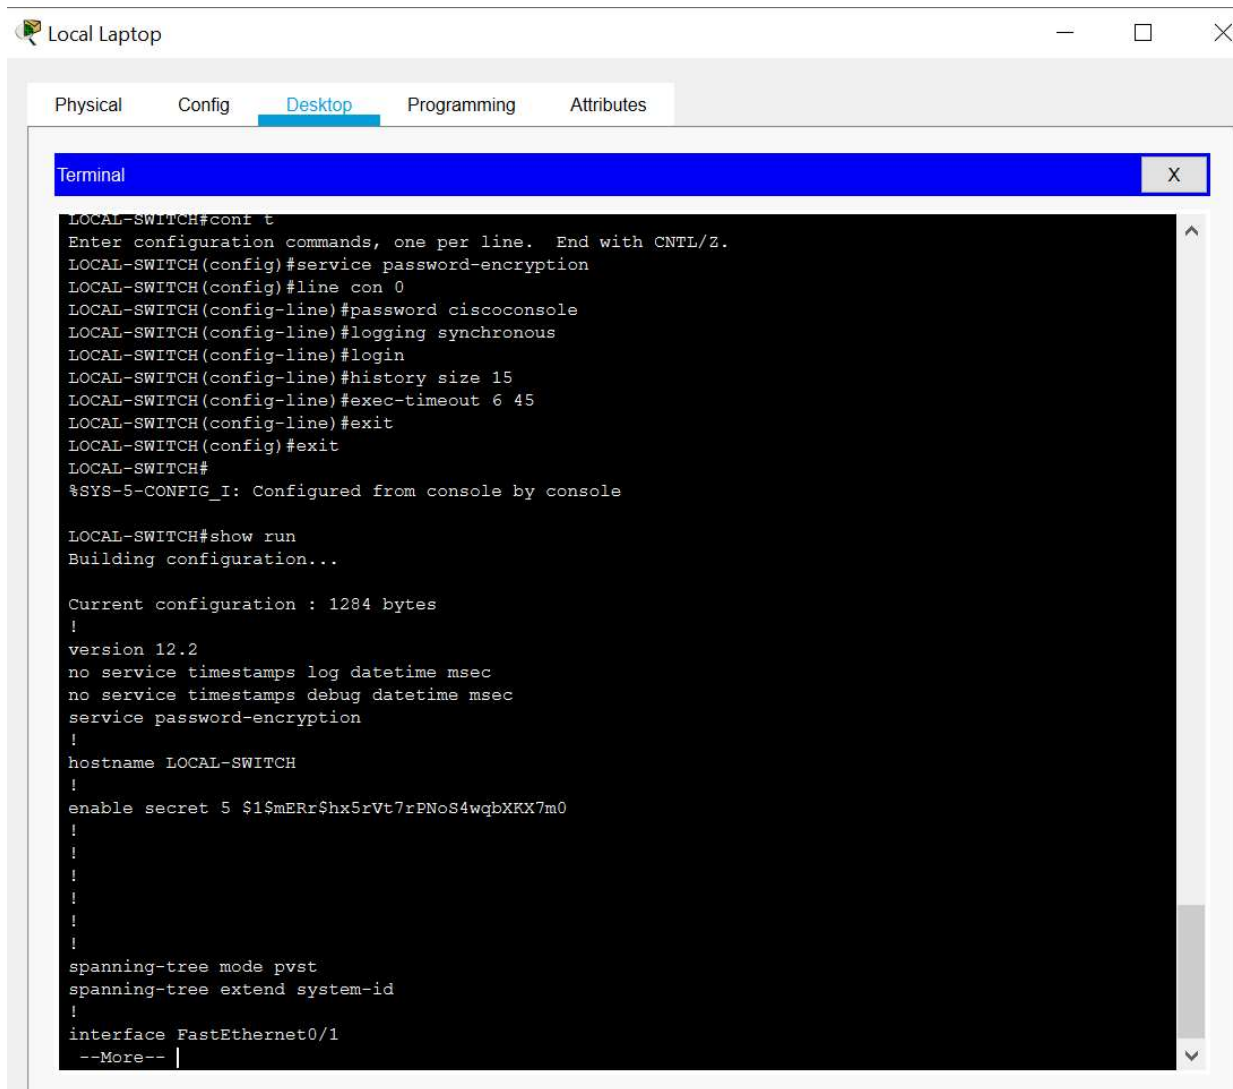 Local Laptop
Physical Config Desktop Programming Attributes
Terminal X
LOCAL-SWITCH#conf t
Enter configuration commands, one per line.  End with CNTL/Z.
LOCAL-SWITCH(config)#service password-encryption
LOCAL-SWITCH(config)#line con 0
LOCAL-SWITCH(config-line)#password ciscoconsole
LOCAL-SWITCH(config-line)#logging synchronous
LOCAL-SWITCH(config-line)#login
LOCAL-SWITCH(config-line)#history size 15
LOCAL-SWITCH(config-line)#exec-timeout 6 45
LOCAL-SWITCH(config-line)#exit
LOCAL-SWITCH(config)#exit
LOCAL-SWITCH#
%SYS-5-CONFIG_I: Configured from console by console
LOCAL-SWITCH#show run
Building configuration...
Current configuration : 1284 bytes
!
version 12.2
no service timestamps log datetime msec
no service timestamps debug datetime msec
service password-encryption
!
hostname LOCAL-SWITCH
!
enable secret 5 $1$mERr$hx5rVt7rPNoS4wqbXKX7m0
!
!
!
!
!
!
spanning-tree mode pvst
spanning-tree extend system-id
!
interface FastEthernet0/1
--More--